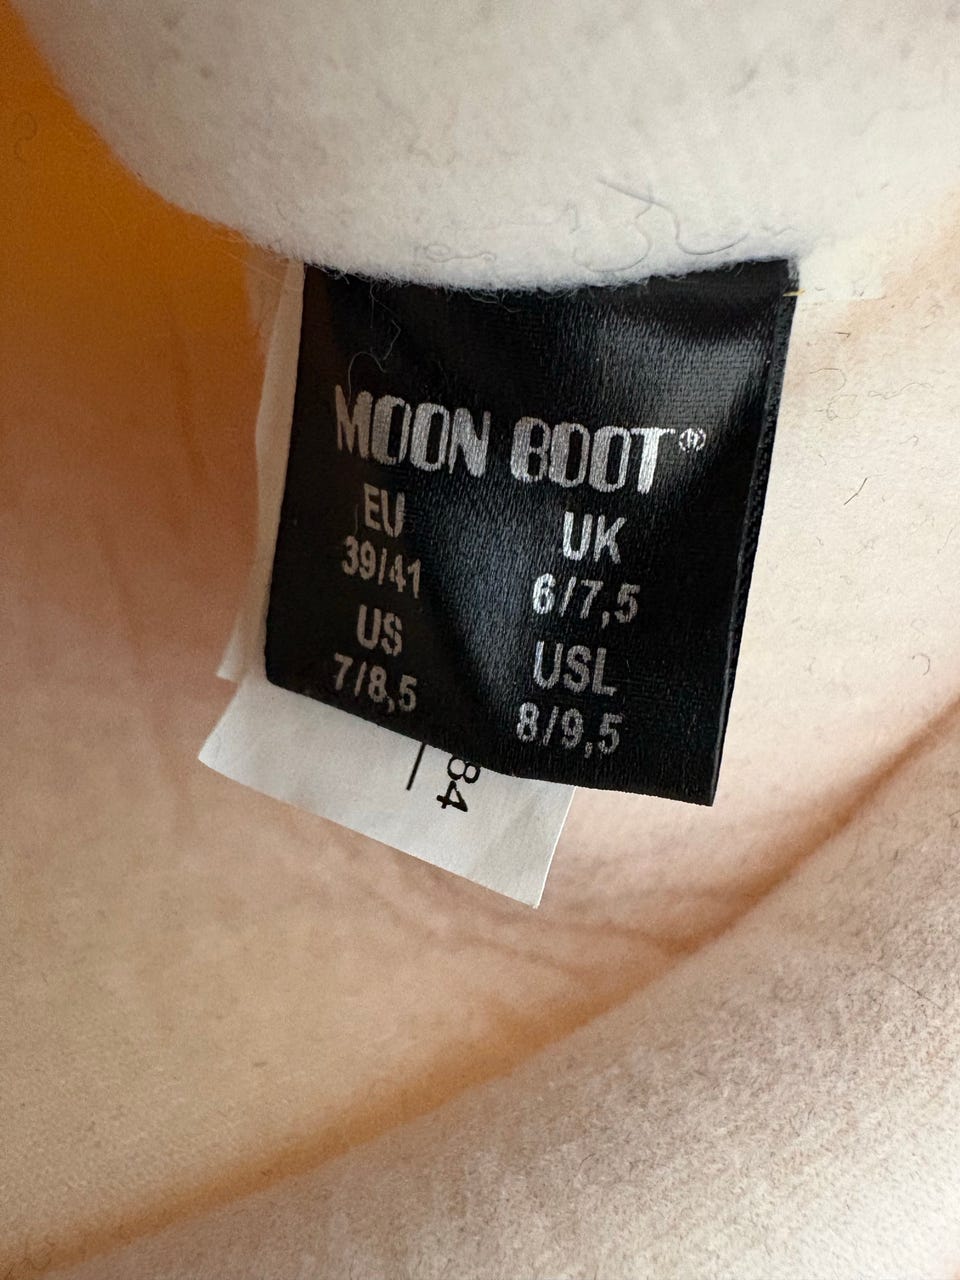 MOON BOOT®
EU
39/41
UK
6/7,5
US
7/8,5
USL
8/9,5
84